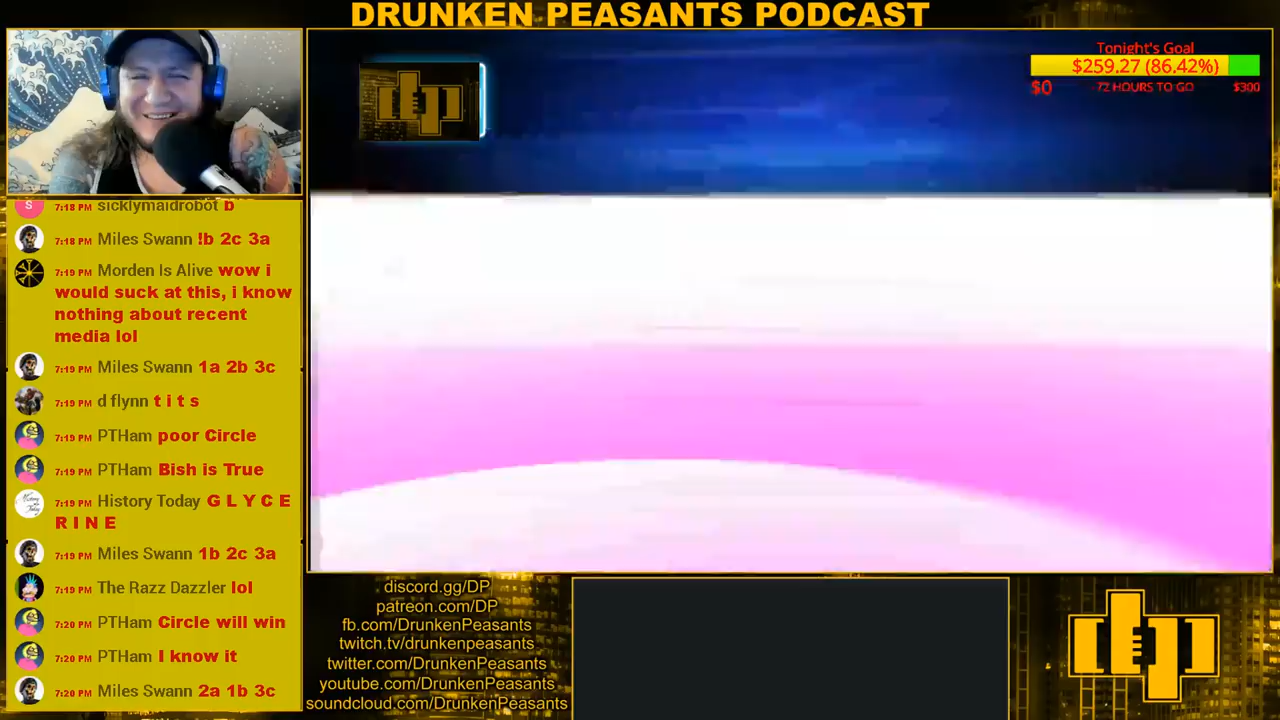 DRUNKEN PEASANTS PODCAST
Tonight's Goal
$259.27 (86.42%)
$0 -72 HOURS TO GO $300
S 7:18 PM sicklymaidrobot b
7:18 PM Miles Swann !b 2c 3a
7:19 PM Morden Is Alive wow i
would suck at this, i know
nothing about recent
media lol
7:19 PM Miles Swann 1a 2b 3c
7:19 PM d flynn t i t s
7:19 PM PTHam poor Circle
7:19 PM PTHam Bish is True
7:19 PM History Today G L Y C E
R I N E
7:19 PM Miles Swann 1b 2c 3a
7:19 PM The Razz Dazzler lol
7:20 PM PTHam Circle will win
7:20 PM PTHam I know it
7:20 PM Miles Swann 2a 1b 3c
discord.gg/DP
patreon.com/DP
fb.com/DrunkenPeasants
twitch.tv/drunkenpeasants
twitter.com/DrunkenPeasants
youtube.com/DrunkenPeasants
soundcloud.com/DrunkenPeasants